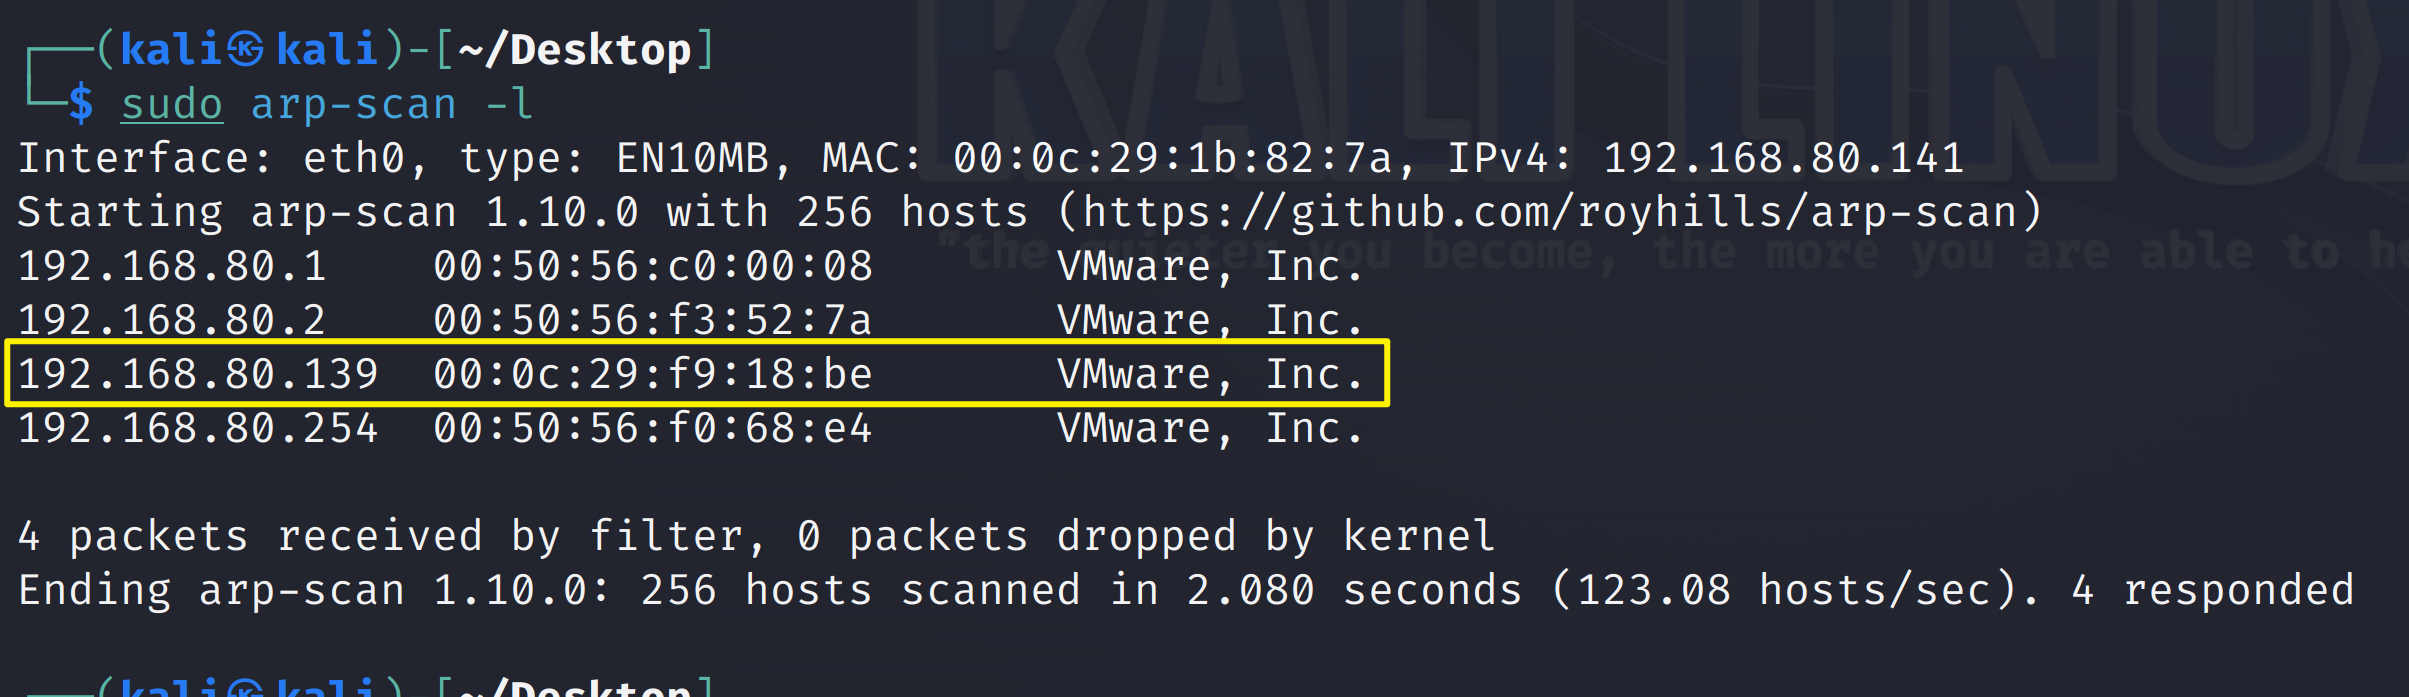 ┌──(kali㉿kali)-[~/Desktop]
└─$ sudo arp-scan -l
Interface: eth0, type: EN10MB, MAC: 00:0c:29:1b:82:7a, IPv4: 192.168.80.141
Starting arp-scan 1.10.0 with 256 hosts (https://github.com/royhills/arp-scan)
192.168.80.1 00:50:56:c0:00:08 VMware, Inc.
192.168.80.2 00:50:56:f3:52:7a VMware, Inc.
192.168.80.139 00:0c:29:f9:18:be VMware, Inc.
192.168.80.254 00:50:56:f0:68:e4 VMware, Inc.
4 packets received by filter, 0 packets dropped by kernel
Ending arp-scan 1.10.0: 256 hosts scanned in 2.080 seconds (123.08 hosts/sec). 4 responded
┌──(kali㉿kali)-[~/Desktop]
KALI LINUX
"the quieter you become, the more you are able to